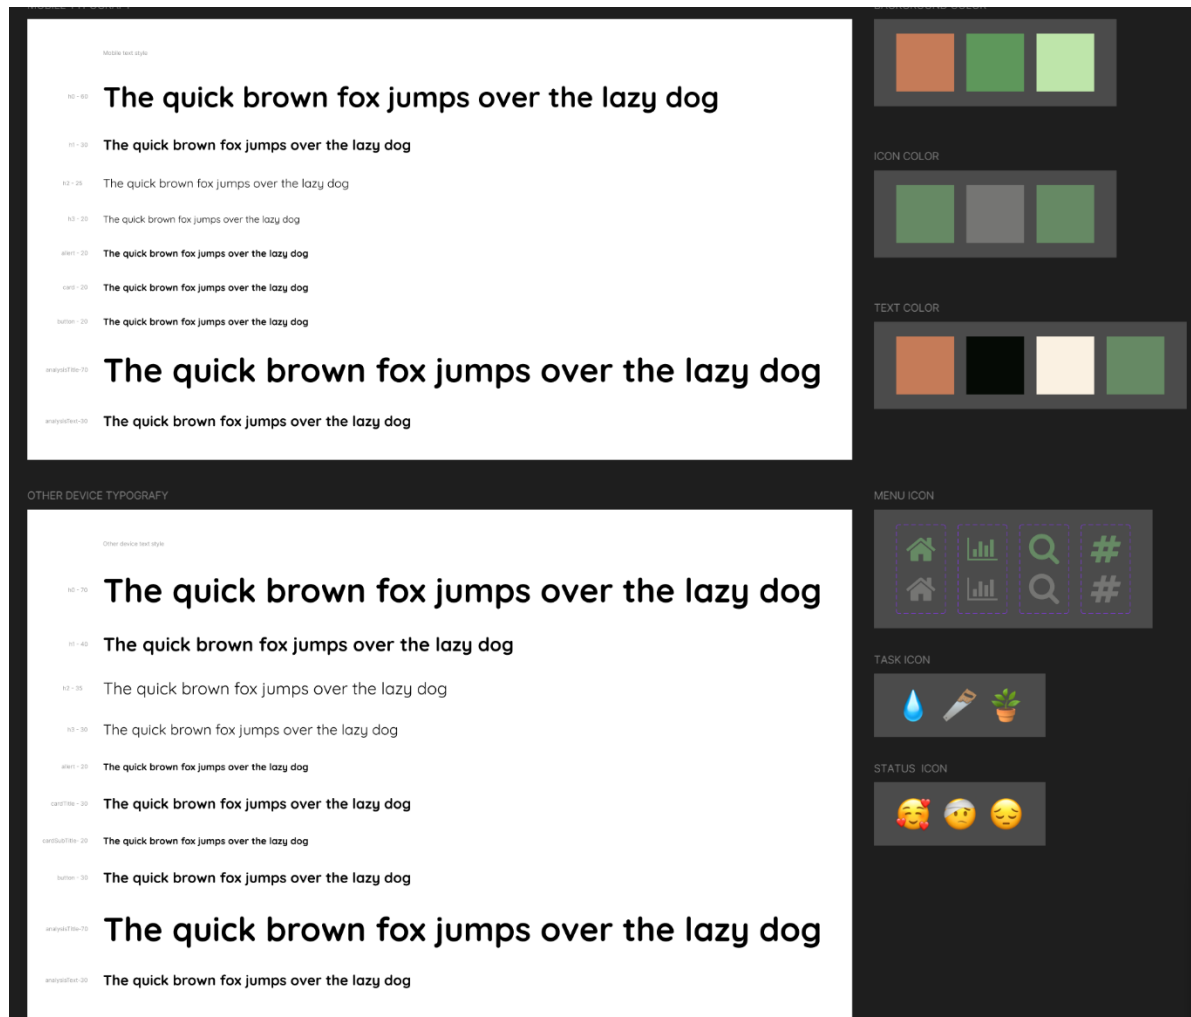 MOBILE TYPOGRAFY
Mobile text style
h0 - 60
The quick brown fox jumps over the lazy dog
h1 - 30
The quick brown fox jumps over the lazy dog
h2 - 25
The quick brown fox jumps over the lazy dog
h3 - 20
The quick brown fox jumps over the lazy dog
alert - 20
The quick brown fox jumps over the lazy dog
card - 20
The quick brown fox jumps over the lazy dog
button - 20
The quick brown fox jumps over the lazy dog
analysisTitle-70
The quick brown fox jumps over the lazy dog
analysisText-30
The quick brown fox jumps over the lazy dog
OTHER DEVICE TYPOGRAFY
Other device text style
h0 - 70
The quick brown fox jumps over the lazy dog
h1 - 40
The quick brown fox jumps over the lazy dog
h2 - 35
The quick brown fox jumps over the lazy dog
h3 - 30
The quick brown fox jumps over the lazy dog
alert - 20
The quick brown fox jumps over the lazy dog
cardTitle - 30
The quick brown fox jumps over the lazy dog
cardSubTitle- 20
The quick brown fox jumps over the lazy dog
button - 30
The quick brown fox jumps over the lazy dog
analysisTitle-70
The quick brown fox jumps over the lazy dog
analysisText-30
The quick brown fox jumps over the lazy dog
BACKGROUND COLOR
ICON COLOR
TEXT COLOR
MENU ICON
TASK ICON
STATUS ICON